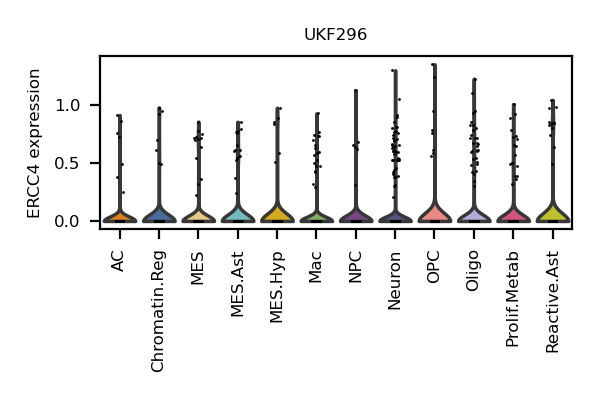 UKF296
ERCC4 expression
1.0
0.5
0.0
AC
Chromatin.Reg
MES
MES.Ast
MES.Hyp
Mac
NPC
Neuron
OPC
Oligo
Prolif.Metab
Reactive.Ast